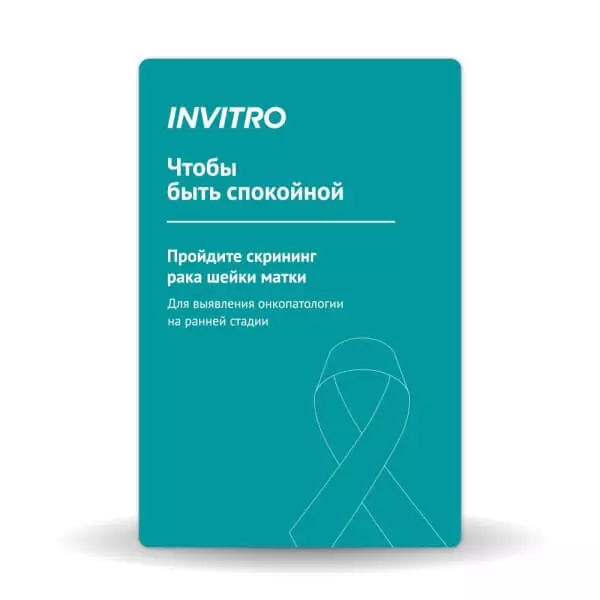 INVITRO
Чтобы
быть спокойной
Пройдите скрининг
рака шейки матки
Для выявления онкопатологии
на ранней стадии